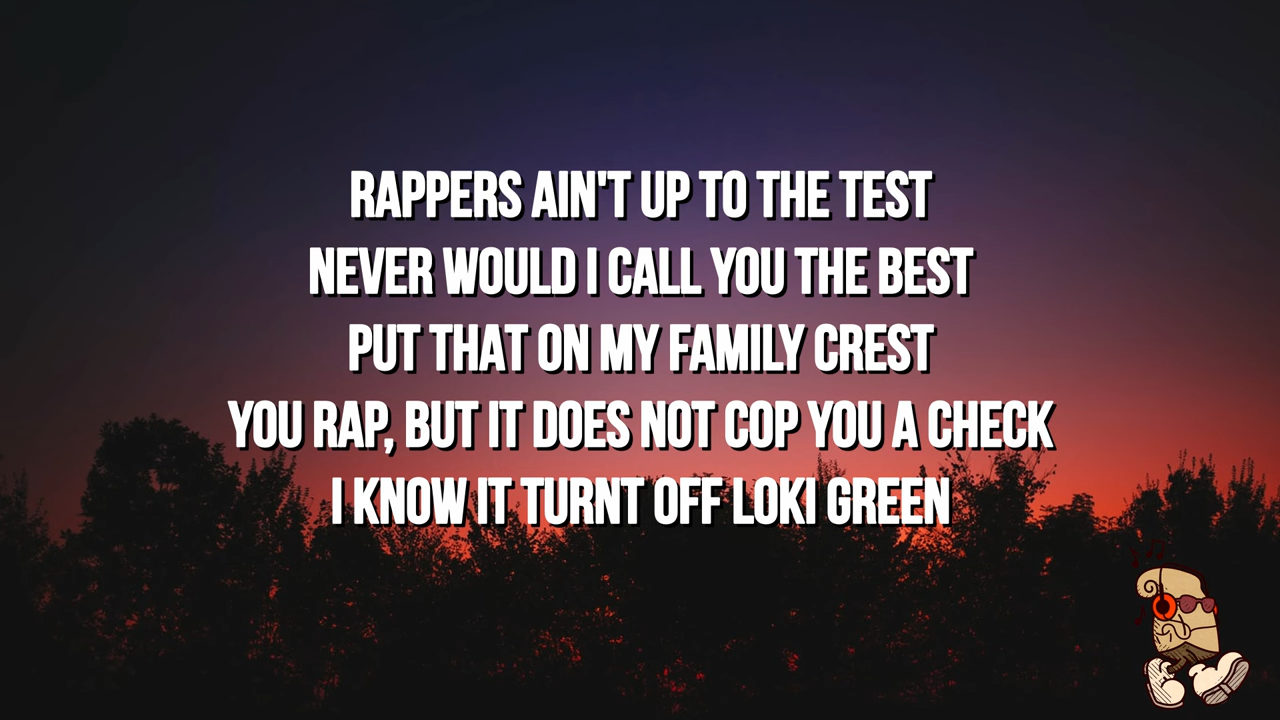 RAPPERS AIN'T UP TO THE TEST
NEVER WOULD I CALL YOU THE BEST
PUT THAT ON MY FAMILY CREST
YOU RAP, BUT IT DOES NOT COP YOU A CHECK
I KNOW IT TURNT OFF LOKI GREEN